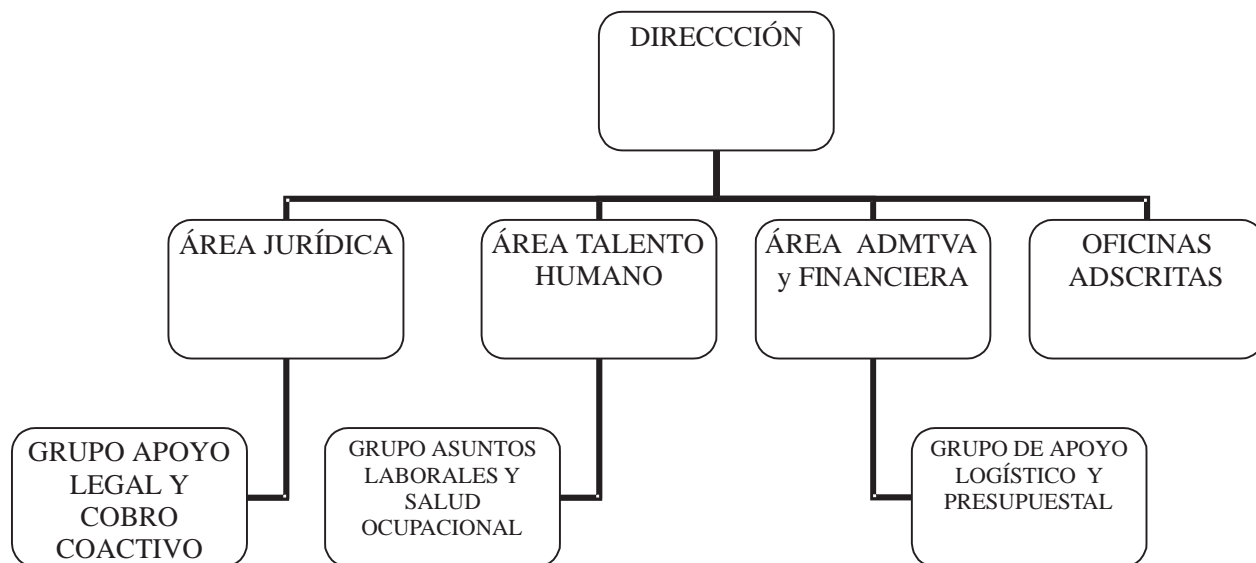 DIRECCCIÓN
ÁREA JURÍDICA
ÁREA TALENTO
HUMANO
ÁREA ADMTVA
y FINANCIERA
OFICINAS
ADSCRITAS
GRUPO APOYO
LEGAL Y
COBRO
COACTIVO
GRUPO ASUNTOS
LABORALES Y
SALUD
OCUPACIONAL
GRUPO DE APOYO
LOGÍSTICO Y
PRESUPUESTAL